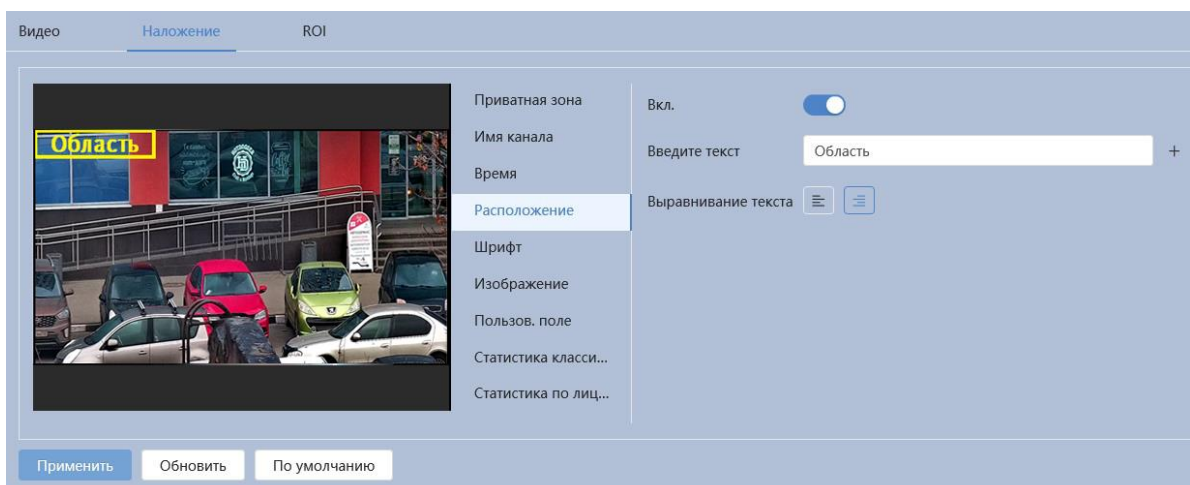 Видео
Наложение
ROI
Область
Приватная зона
Имя канала
Время
Расположение
Шрифт
Изображение
Пользов. поле
Статистика класси...
Статистика по лиц...
Вкл.
Введите текст
Область
+
Выравнивание текста
Применить
Обновить
По умолчанию